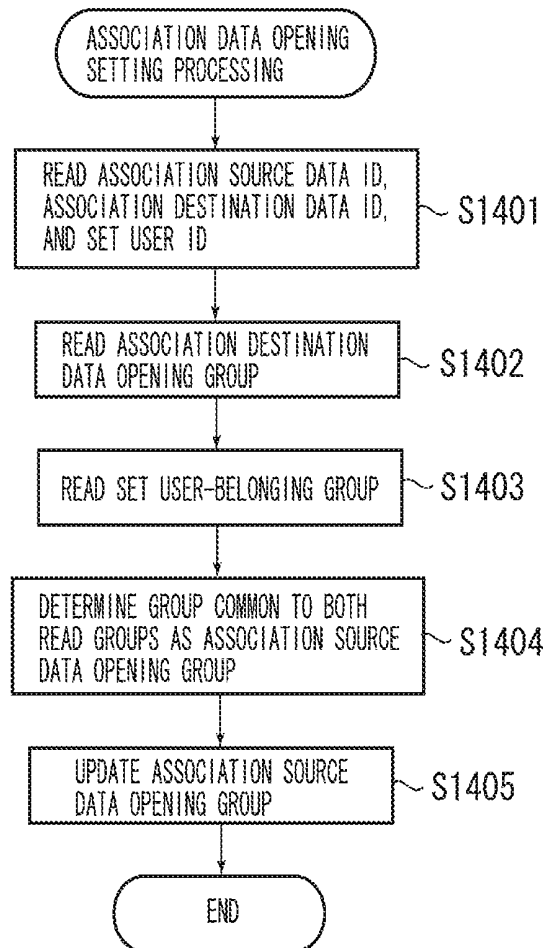 ASSOCIATION DATA OPENING
SETTING PROCESSING
READ ASSOCIATION SOURCE DATA ID,
ASSOCIATION DESTINATION DATA ID,
AND SET USER ID
S1401
READ ASSOCIATION DESTINATION
DATA OPENING GROUP
S1402
READ SET USER-BELONGING GROUP
S1403
DETERMINE GROUP COMMON TO BOTH
READ GROUPS AS ASSOCIATION SOURCE
DATA OPENING GROUP
S1404
UPDATE ASSOCIATION SOURCE
DATA OPENING GROUP
S1405
END